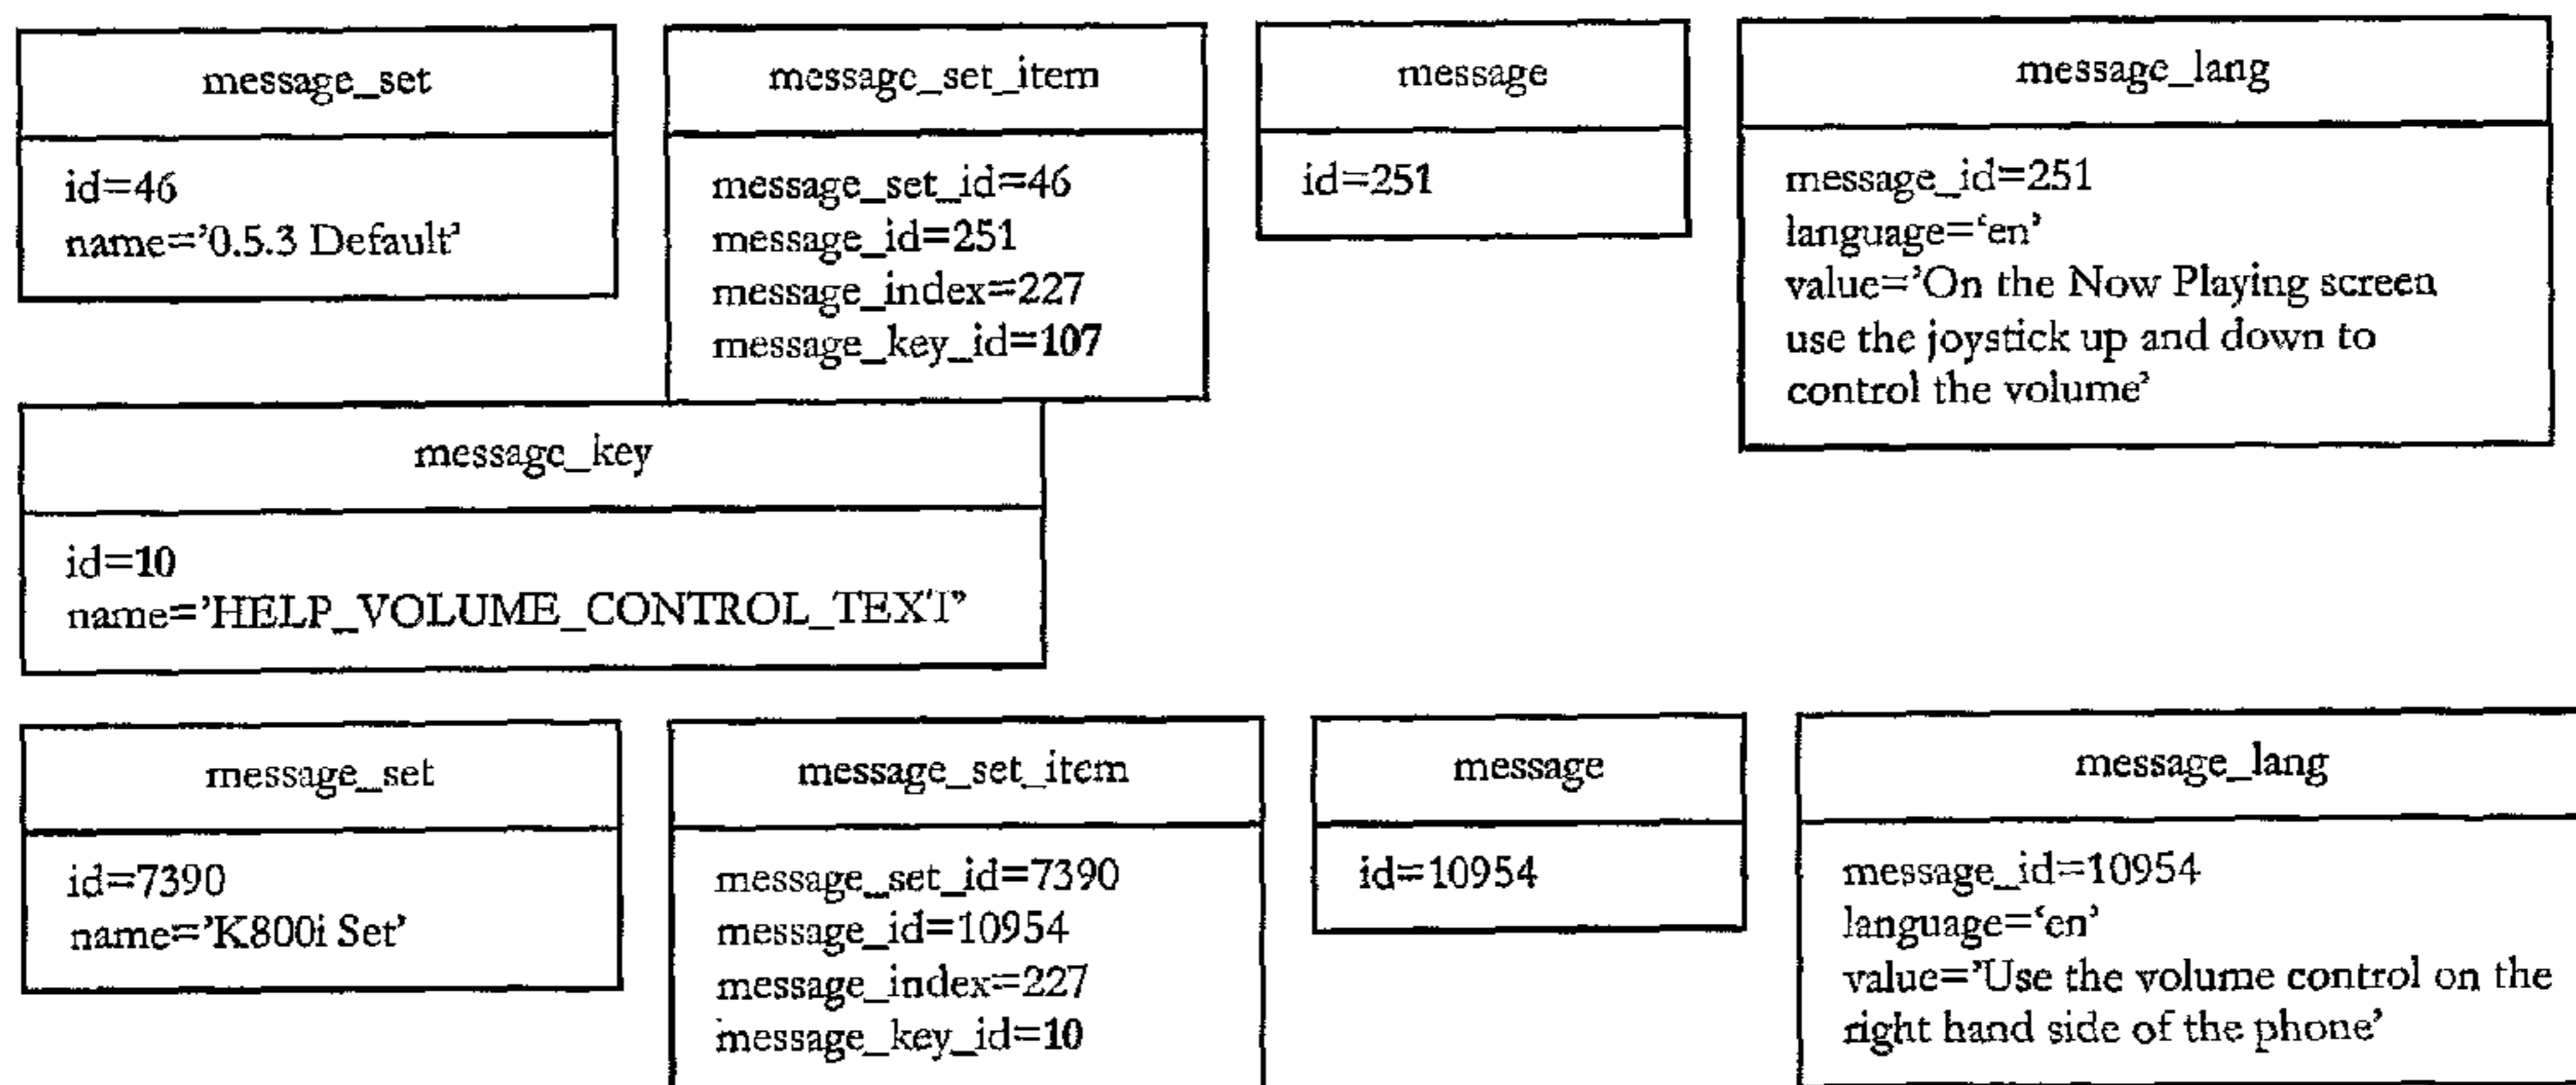 message_set
id=46
name='0.5.3 Default'
message_set_item
message_set_id=46
message_id=251
message_index=227
message_key_id=107
message
id=251
message_lang
message_id=251
language='en'
value='On the Now Playing screen
use the joystick up and down to
control the volume'
message_key
id=10
name='HELP_VOLUME_CONTROL_TEXT'
message_set
id=7390
name='K800i Set'
message_set_item
message_set_id=7390
message_id=10954
message_index=227
message_key_id=10
message
id=10954
message_lang
message_id=10954
language='en'
value='Use the volume control on the
right hand side of the phone'